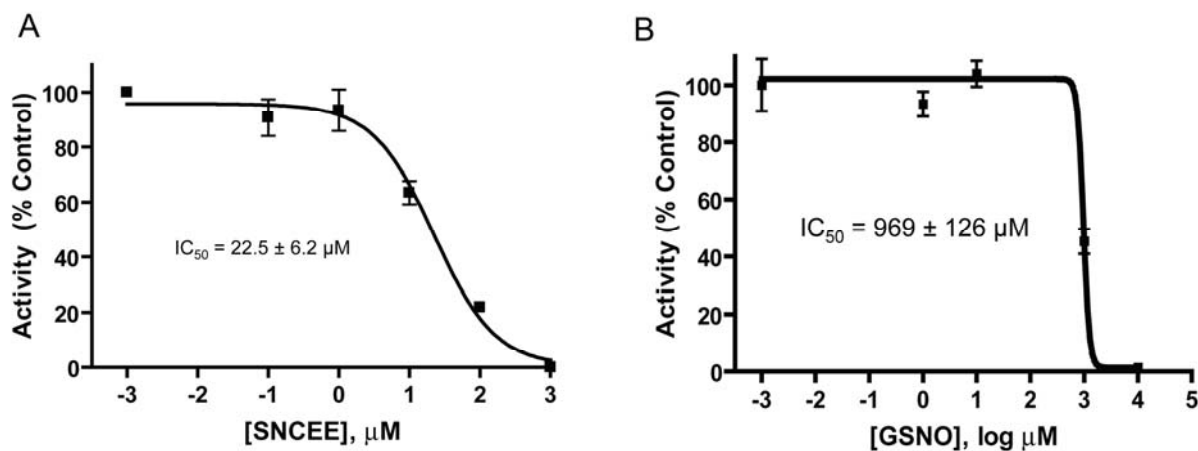 A
Activity (% Control)
100
80
60
40
20
0
IC50 = 22.5 ± 6.2 µM
-3 -2 -1 0 1 2 3
[SNCEE], µM
B
Activity (% Control)
100
80
60
40
20
0
IC50 = 969 ± 126 µM
-3 -2 -1 0 1 2 3 4 5
[GSNO], log µM